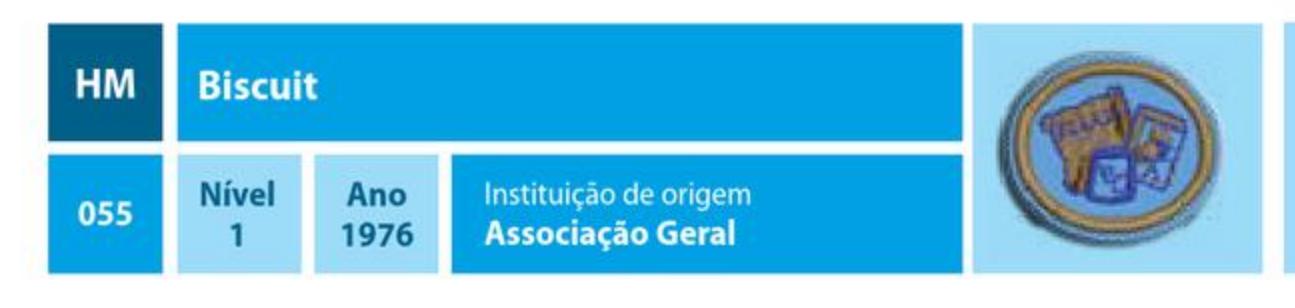 HM
Biscuit
055
Nível
1
Ano
1976
Instituição de origem
Associação Geral